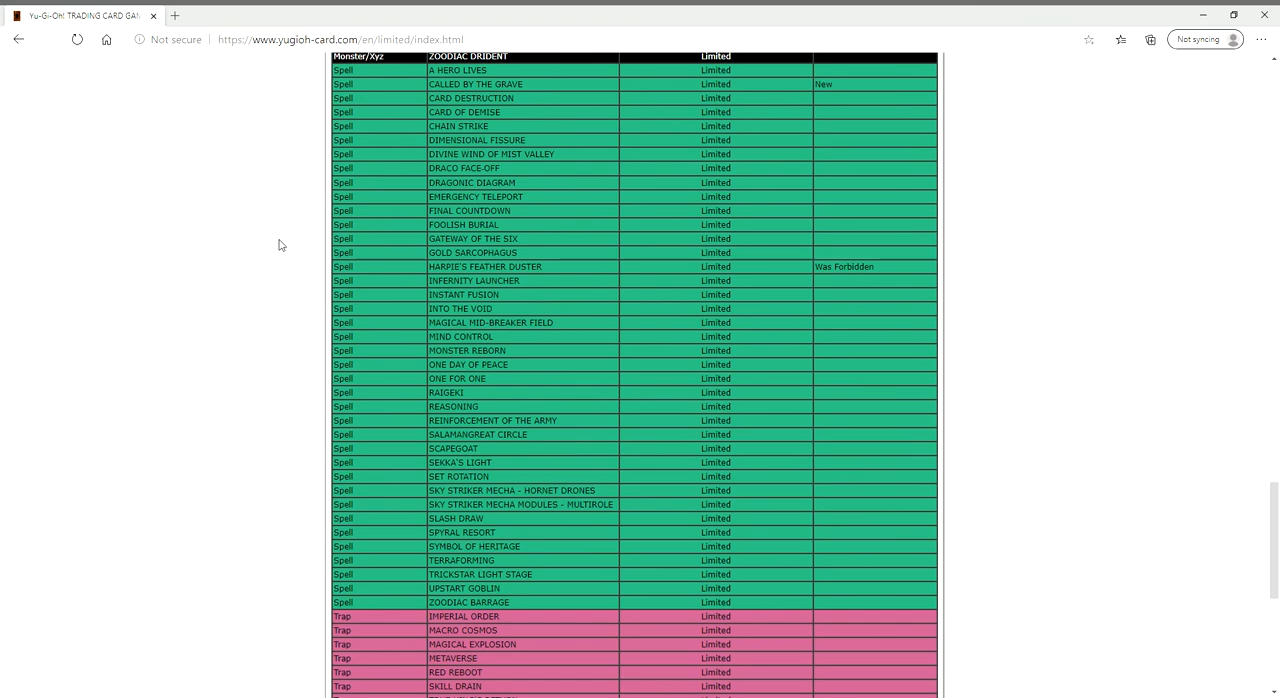 Yu-Gi-Oh! TRADING CARD GAM
Not secure https://www.yugioh-card.com/en/limited/index.html Not syncing
Monster/Xyz ZOODIAC DRIDENT Limited
Spell A HERO LIVES Limited
Spell CALLED BY THE GRAVE Limited New
Spell CARD DESTRUCTION Limited
Spell CARD OF DEMISE Limited
Spell CHAIN STRIKE Limited
Spell DIMENSIONAL FISSURE Limited
Spell DIVINE WIND OF MIST VALLEY Limited
Spell DRACO FACE-OFF Limited
Spell DRAGONIC DIAGRAM Limited
Spell EMERGENCY TELEPORT Limited
Spell FINAL COUNTDOWN Limited
Spell FOOLISH BURIAL Limited
Spell GATEWAY OF THE SIX Limited
Spell GOLD SARCOPHAGUS Limited
Spell HARPIE'S FEATHER DUSTER Limited Was Forbidden
Spell INFERNITY LAUNCHER Limited
Spell INSTANT FUSION Limited
Spell INTO THE VOID Limited
Spell MAGICAL MID-BREAKER FIELD Limited
Spell MIND CONTROL Limited
Spell MONSTER REBORN Limited
Spell ONE DAY OF PEACE Limited
Spell ONE FOR ONE Limited
Spell RAIGEKI Limited
Spell REASONING Limited
Spell REINFORCEMENT OF THE ARMY Limited
Spell SALAMANGREAT CIRCLE Limited
Spell SCAPEGOAT Limited
Spell SEKKA'S LIGHT Limited
Spell SET ROTATION Limited
Spell SKY STRIKER MECHA - HORNET DRONES Limited
Spell SKY STRIKER MECHA MODULES - MULTIROLE Limited
Spell SLASH DRAW Limited
Spell SPYRAL RESORT Limited
Spell SYMBOL OF HERITAGE Limited
Spell TERRAFORMING Limited
Spell TRICKSTAR LIGHT STAGE Limited
Spell UPSTART GOBLIN Limited
Spell ZOODIAC BARRAGE Limited
Trap IMPERIAL ORDER Limited
Trap MACRO COSMOS Limited
Trap MAGICAL EXPLOSION Limited
Trap METAVERSE Limited
Trap RED REBOOT Limited
Trap SKILL DRAIN Limited